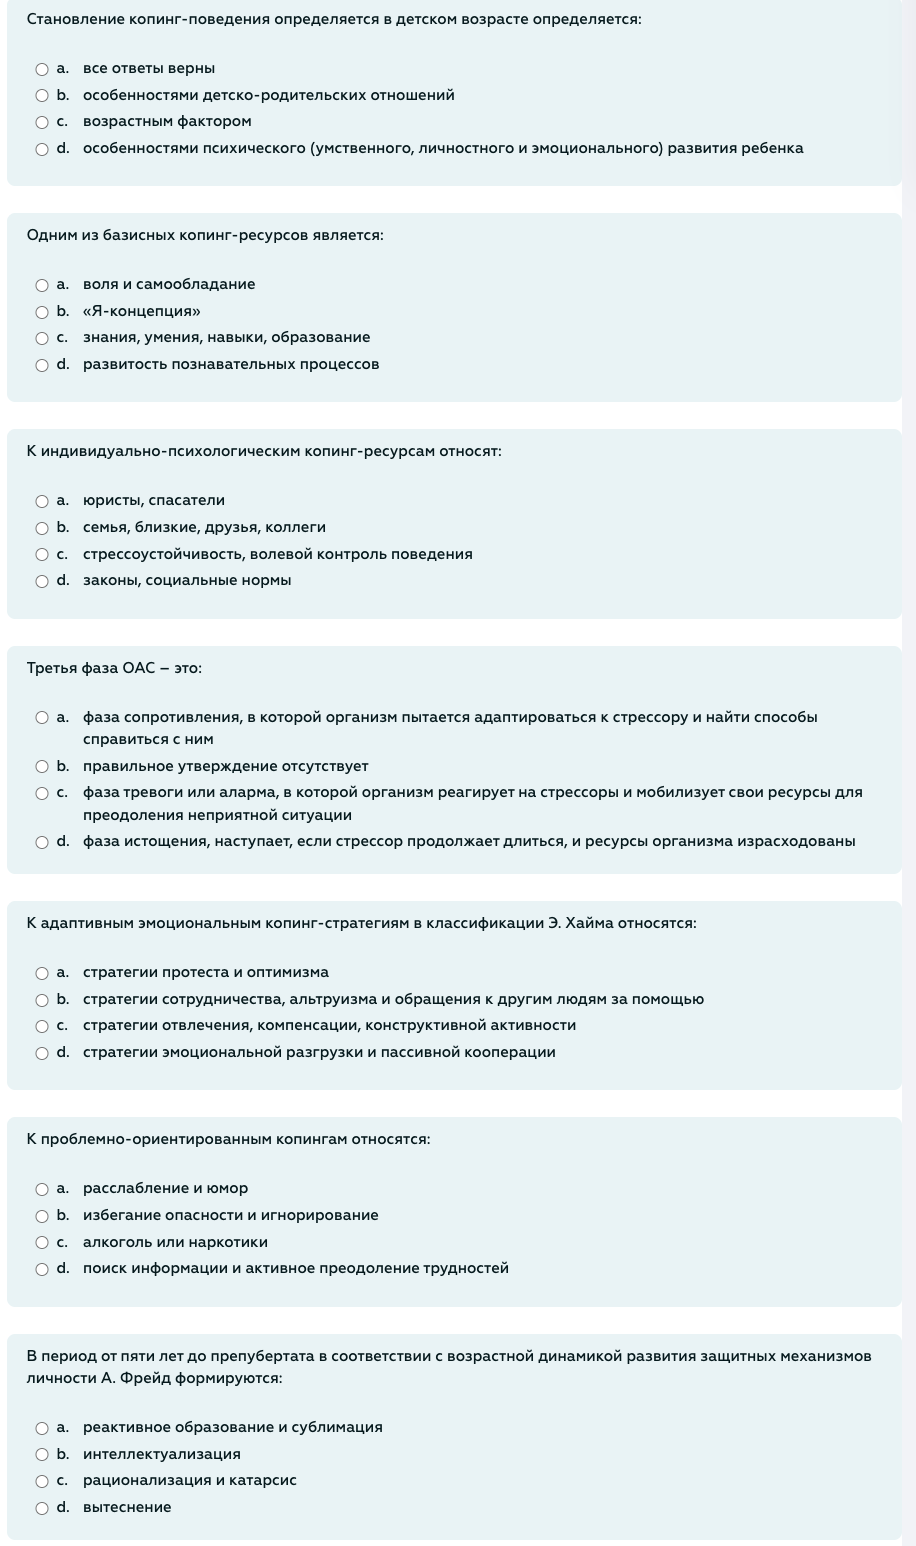 Становление копинг-поведения определяется в детском возрасте определяется:
a. все ответы верны
b. особенностями детско-родительских отношений
c. возрастным фактором
d. особенностями психического (умственного, личностного и эмоционального) развития ребенка
Одним из базисных копинг-ресурсов является:
a. воля и самообладание
b. «Я-концепция»
c. знания, умения, навыки, образование
d. развитость познавательных процессов
К индивидуально-психологическим копинг-ресурсам относят:
a. юристы, спасатели
b. семья, близкие, друзья, коллеги
c. стрессоустойчивость, волевой контроль поведения
d. законы, социальные нормы
Третья фаза ОАС – это:
a. фаза сопротивления, в которой организм пытается адаптироваться к стрессору и найти способы
справиться с ним
b. правильное утверждение отсутствует
c. фаза тревоги или аларма, в которой организм реагирует на стрессоры и мобилизует свои ресурсы для
преодоления неприятной ситуации
d. фаза истощения, наступает, если стрессор продолжает длиться, и ресурсы организма израсходованы
К адаптивным эмоциональным копинг-стратегиям в классификации Э. Хайма относятся:
a. стратегии протеста и оптимизма
b. стратегии сотрудничества, альтруизма и обращения к другим людям за помощью
c. стратегии отвлечения, компенсации, конструктивной активности
d. стратегии эмоциональной разгрузки и пассивной кооперации
К проблемно-ориентированным копингам относятся:
a. расслабление и юмор
b. избегание опасности и игнорирование
c. алкоголь или наркотики
d. поиск информации и активное преодоление трудностей
В период от пяти лет до препубертата в соответствии с возрастной динамикой развития защитных механизмов
личности А. Фрейд формируются:
a. реактивное образование и сублимация
b. интеллектуализация
c. рационализация и катарсис
d. вытеснение